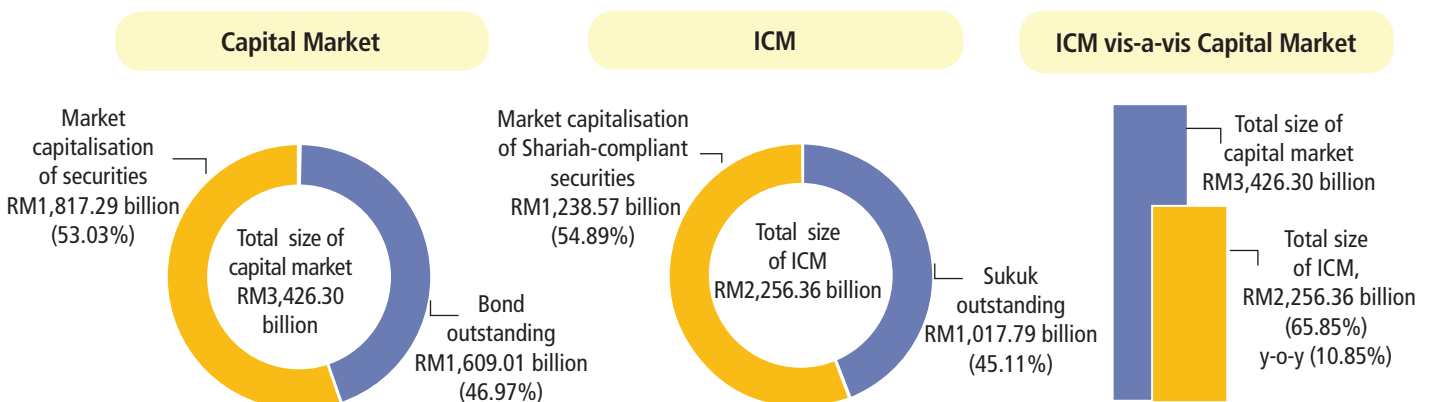 Capital Market
Market
capitalisation
of securities
RM1,817.29 billion
(53.03%)
Total size of
capital market
RM3,426.30
billion
Bond
outstanding
RM1,609.01 billion
(46.97%)
ICM
Market capitalisation
of Shariah-compliant
securities
RM1,238.57 billion
(54.89%)
Total size
of ICM
RM2,256.36 billion
Sukuk
outstanding
RM1,017.79 billion
(45.11%)
ICM vis-a-vis Capital Market
Total size of
capital market
RM3,426.30 billion
Total size
of ICM,
RM2,256.36 billion
(65.85%)
y-o-y (10.85%)